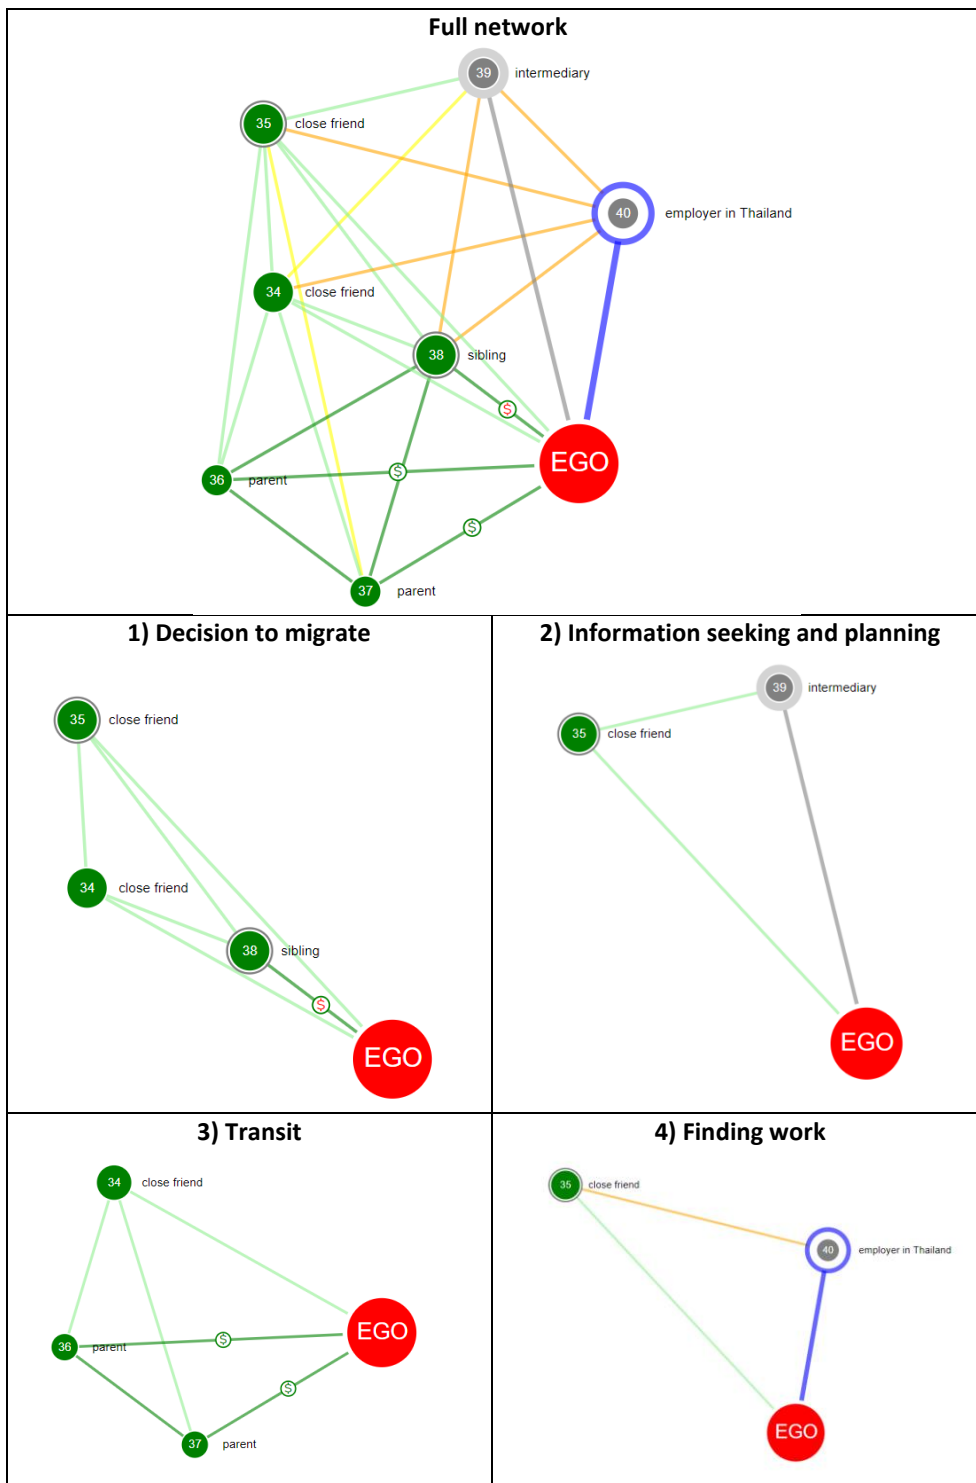 Full network
39 intermediary
35 close friend
40 employer in Thailand
34 close friend
38 sibling
$
EGO
$
36 parent
$
37 parent
1) Decision to migrate
35 close friend
34 close friend
38 sibling
$
EGO
2) Information seeking and planning
39 intermediary
35 close friend
EGO
3) Transit
34 close friend
EGO
$
36 parent
$
37 parent
4) Finding work
35 close friend
40 employer in Thailand
EGO